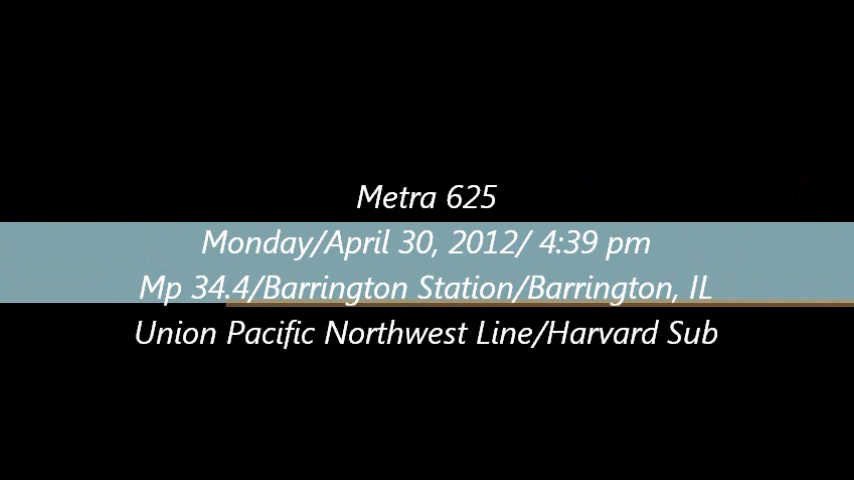 Metra 625
Monday/April 30, 2012/ 4:39 pm
Mp 34.4/Barrington Station/Barrington, IL
Union Pacific Northwest Line/Harvard Sub